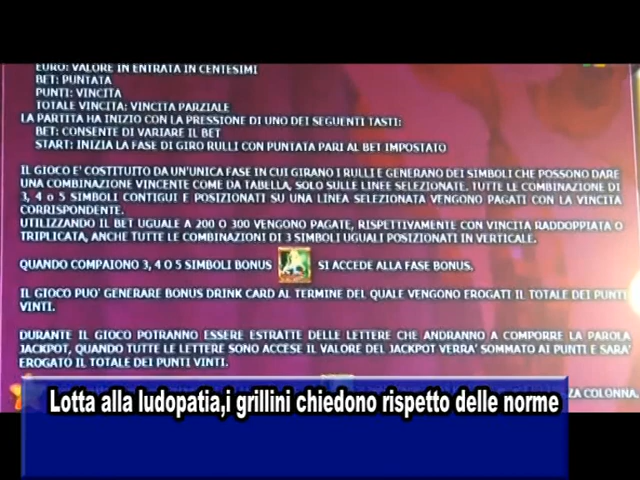 EURO: VALORE IN ENTRATA IN CENTESIMI
BET: PUNTATA
PUNTI: VINCITA
TOTALE VINCITA: VINCITA PARZIALE
LA PARTITA HA INIZIO CON LA PRESSIONE DI UNO DEI SEGUENTI TASTI:
BET: CONSENTE DI VARIARE IL BET
START: INIZIA LA FASE DI GIRO RULLI CON PUNTATA PARI AL BET IMPOSTATO
IL GIOCO E' COSTITUITO DA UN'UNICA FASE IN CUI GIRANO I RULLI E GENERANO DEI SIMBOLI CHE POSSONO DARE
UNA COMBINAZIONE VINCENTE COME DA TABELLA, SOLO SULLE LINEE SELEZIONATE. TUTTE LE COMBINAZIONE DI
3, 4 o 5 SIMBOLI CONTIGUI E POSIZIONATI SU UNA LINEA SELEZIONATA VENGONO PAGATI CON LA VINCITA
CORRISPONDENTE.
UTILIZZANDO IL BET UGUALE A 200 O 300 VENGONO PAGATE, RISPETTIVAMENTE CON VINCITA RADDOPPIATA O
TRIPLICATA, ANCHE TUTTE LE COMBINAZIONI DI 3 SIMBOLI UGUALI POSIZIONATI IN VERTICALE.
QUANDO COMPAIONO 3, 4 O 5 SIMBOLI BONUS SI ACCEDE ALLA FASE BONUS.
IL GIOCO PUO' GENERARE BONUS DRINK CARD AL TERMINE DEL QUALE VENGONO EROGATI IL TOTALE DEI PUNTI
VINTI.
DURANTE IL GIOCO POTRANNO ESSERE ESTRATTE DELLE LETTERE CHE ANDRANNO A COMPORRE LA PAROLA
JACKPOT, QUANDO TUTTE LE LETTERE SONO ACCESE IL VALORE DEL JACKPOT VERRA' SOMMATO AI PUNTI E SARA'
EROGATO IL TOTALE DEI PUNTI VINTI.
COLONNA.
Lotta alla ludopatia,i grillini chiedono rispetto delle norme